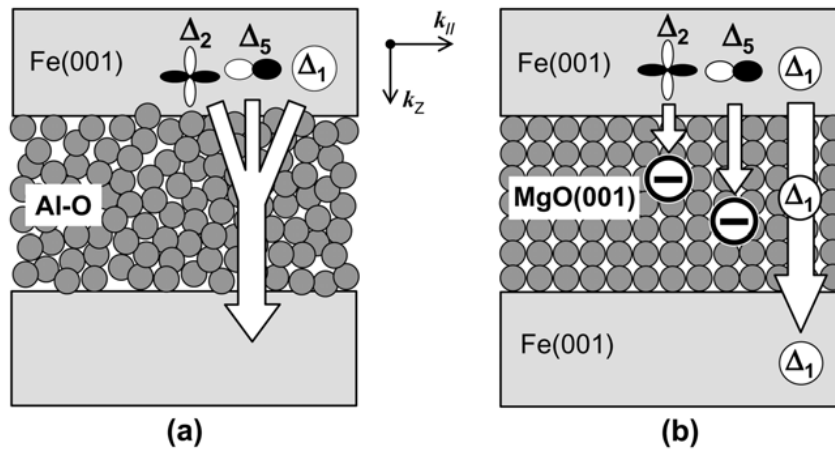 Δ2 Δ5 Δ1
Fe(001)
k//
kZ
Al-O
(a)
Δ2 Δ5 Δ1
Fe(001)
MgO(001)
Δ1
Fe(001)
Δ1
(b)